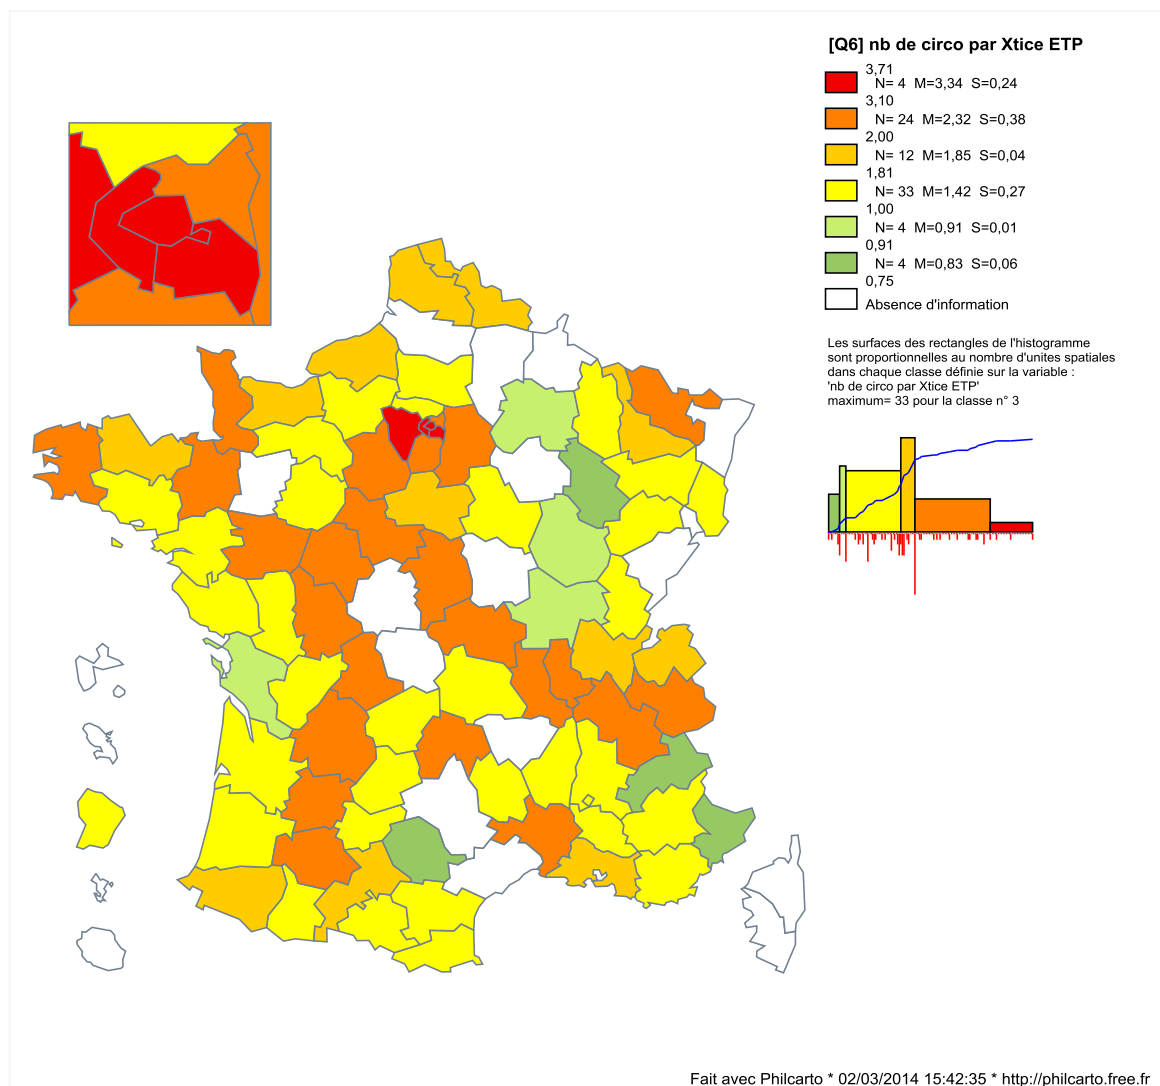 [Q6] nb de circo par Xtice ETP
3,71
N= 4 M=3,34 S=0,24
3,10
N= 24 M=2,32 S=0,38
2,00
N= 12 M=1,85 S=0,04
1,81
N= 33 M=1,42 S=0,27
1,00
N= 4 M=0,91 S=0,01
0,91
N= 4 M=0,83 S=0,06
0,75
Absence d'information
Les surfaces des rectangles de l'histogramme
sont proportionnelles au nombre d'unites spatiales
dans chaque classe définie sur la variable :
'nb de circo par Xtice ETP'
maximum= 33 pour la classe n° 3
Fait avec Philcarto * 02/03/2014 15:42:35 * http://philcarto.free.fr